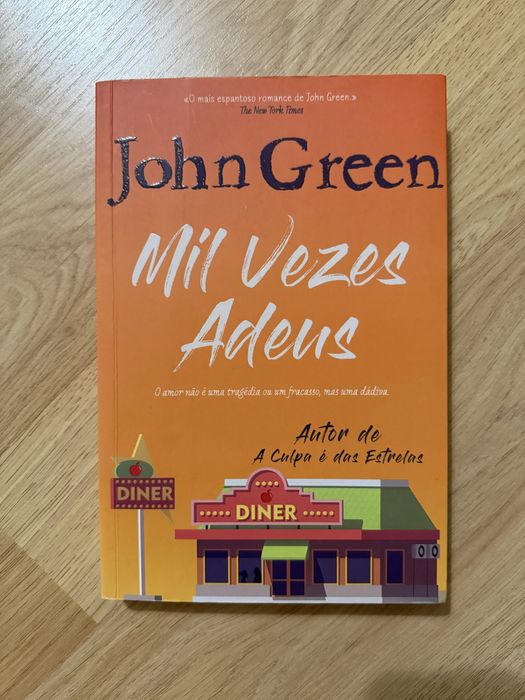 «O mais espantoso romance de John Green.»
The New York Times
John Green
Mil Vezes
Adeus
O amor não é uma tragédia ou um fracasso, mas uma dádiva.
Autor de
A Culpa é das Estrelas
DINER
DINER